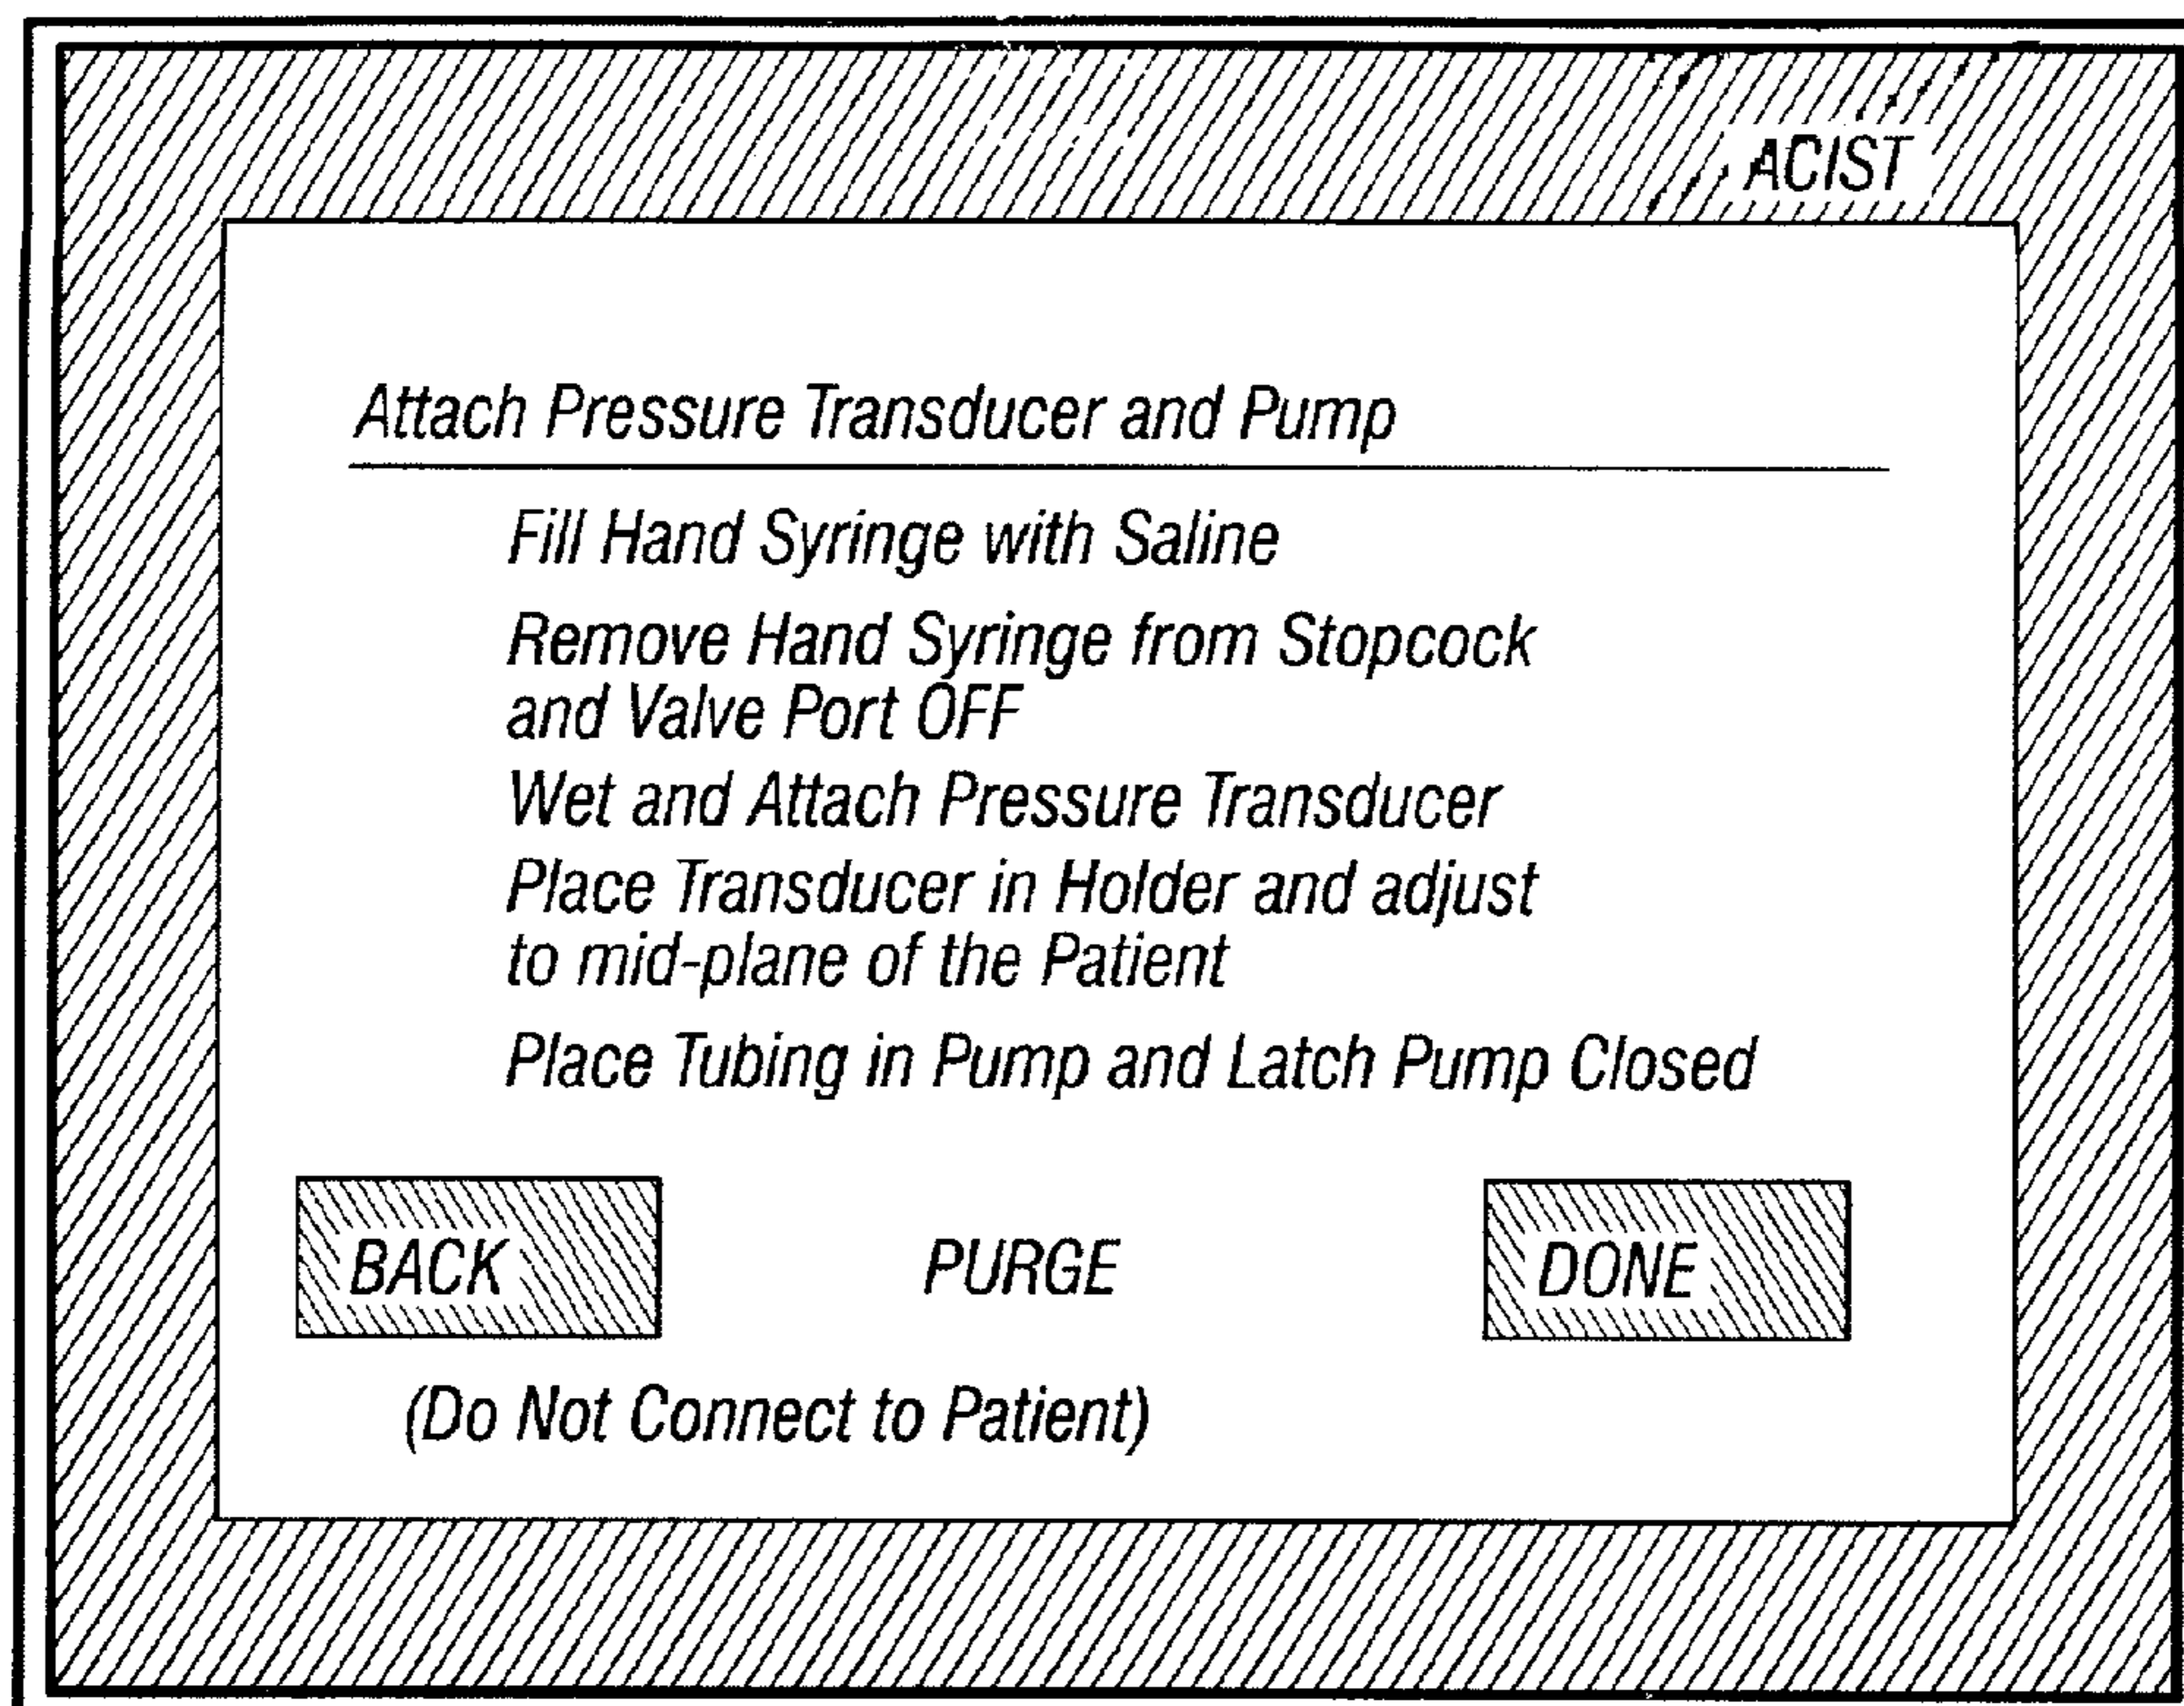 ACIST
Attach Pressure Transducer and Pump
Fill Hand Syringe with Saline
Remove Hand Syringe from Stopcock
and Valve Port OFF
Wet and Attach Pressure Transducer
Place Transducer in Holder and adjust
to mid-plane of the Patient
Place Tubing in Pump and Latch Pump Closed
BACK PURGE DONE
(Do Not Connect to Patient)